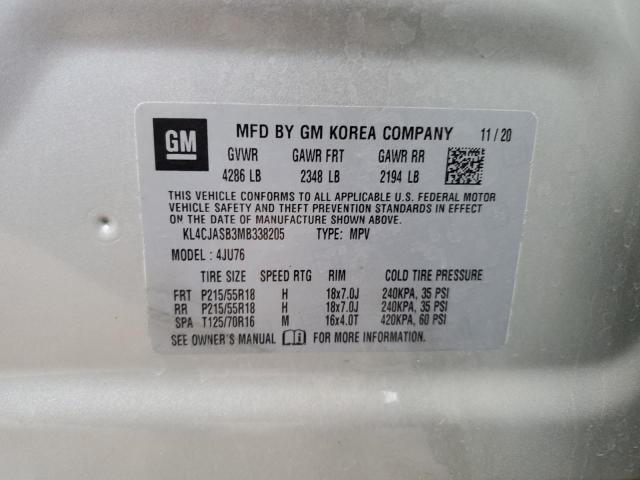 GM MFD BY GM KOREA COMPANY 11/20
GVWR GAWR FRT GAWR RR
4286 LB 2348 LB 2194 LB
THIS VEHICLE CONFORMS TO ALL APPLICABLE U.S. FEDERAL MOTOR
VEHICLE SAFETY AND THEFT PREVENTION STANDARDS IN EFFECT ON
THE DATE OF MANUFACTURE SHOWN ABOVE.
KL4CJASB3MB338205 TYPE: MPV
MODEL: 4JU76
TIRE SIZE SPEED RTG RIM COLD TIRE PRESSURE
FRT P215/55R18 H 18x7.0J 240KPA, 35 PSI
RR P215/55R18 H 18x7.0J 240KPA, 35 PSI
SPA T125/70R16 M 16x4.0T 420KPA, 60 PSI
SEE OWNER'S MANUAL FOR MORE INFORMATION.